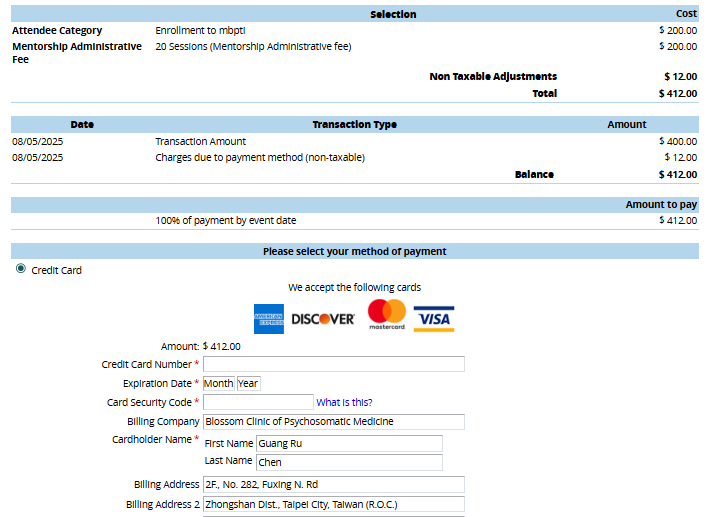 Selection Cost
Attendee Category Enrollment to mbpti $ 200.00
Mentorship Administrative Fee 20 Sessions (Mentorship Administrative fee) $ 200.00
Non Taxable Adjustments $ 12.00
Total $ 412.00
Date Transaction Type Amount
08/05/2025 Transaction Amount $ 400.00
08/05/2025 Charges due to payment method (non-taxable) $ 12.00
Balance $ 412.00
Amount to pay
100% of payment by event date $ 412.00
Please select your method of payment
Credit Card
We accept the following cards
AMERICAN EXPRESS DISCOVER mastercard VISA
Amount: $ 412.00
Credit Card Number *
Expiration Date * Month Year
Card Security Code * What is this?
Billing Company Blossom Clinic of Psychosomatic Medicine
Cardholder Name * First Name Guang Ru
Last Name Chen
Billing Address 2F., No. 282, Fuxing N. Rd
Billing Address 2 Zhongshan Dist., Taipei City, Taiwan (R.O.C.)